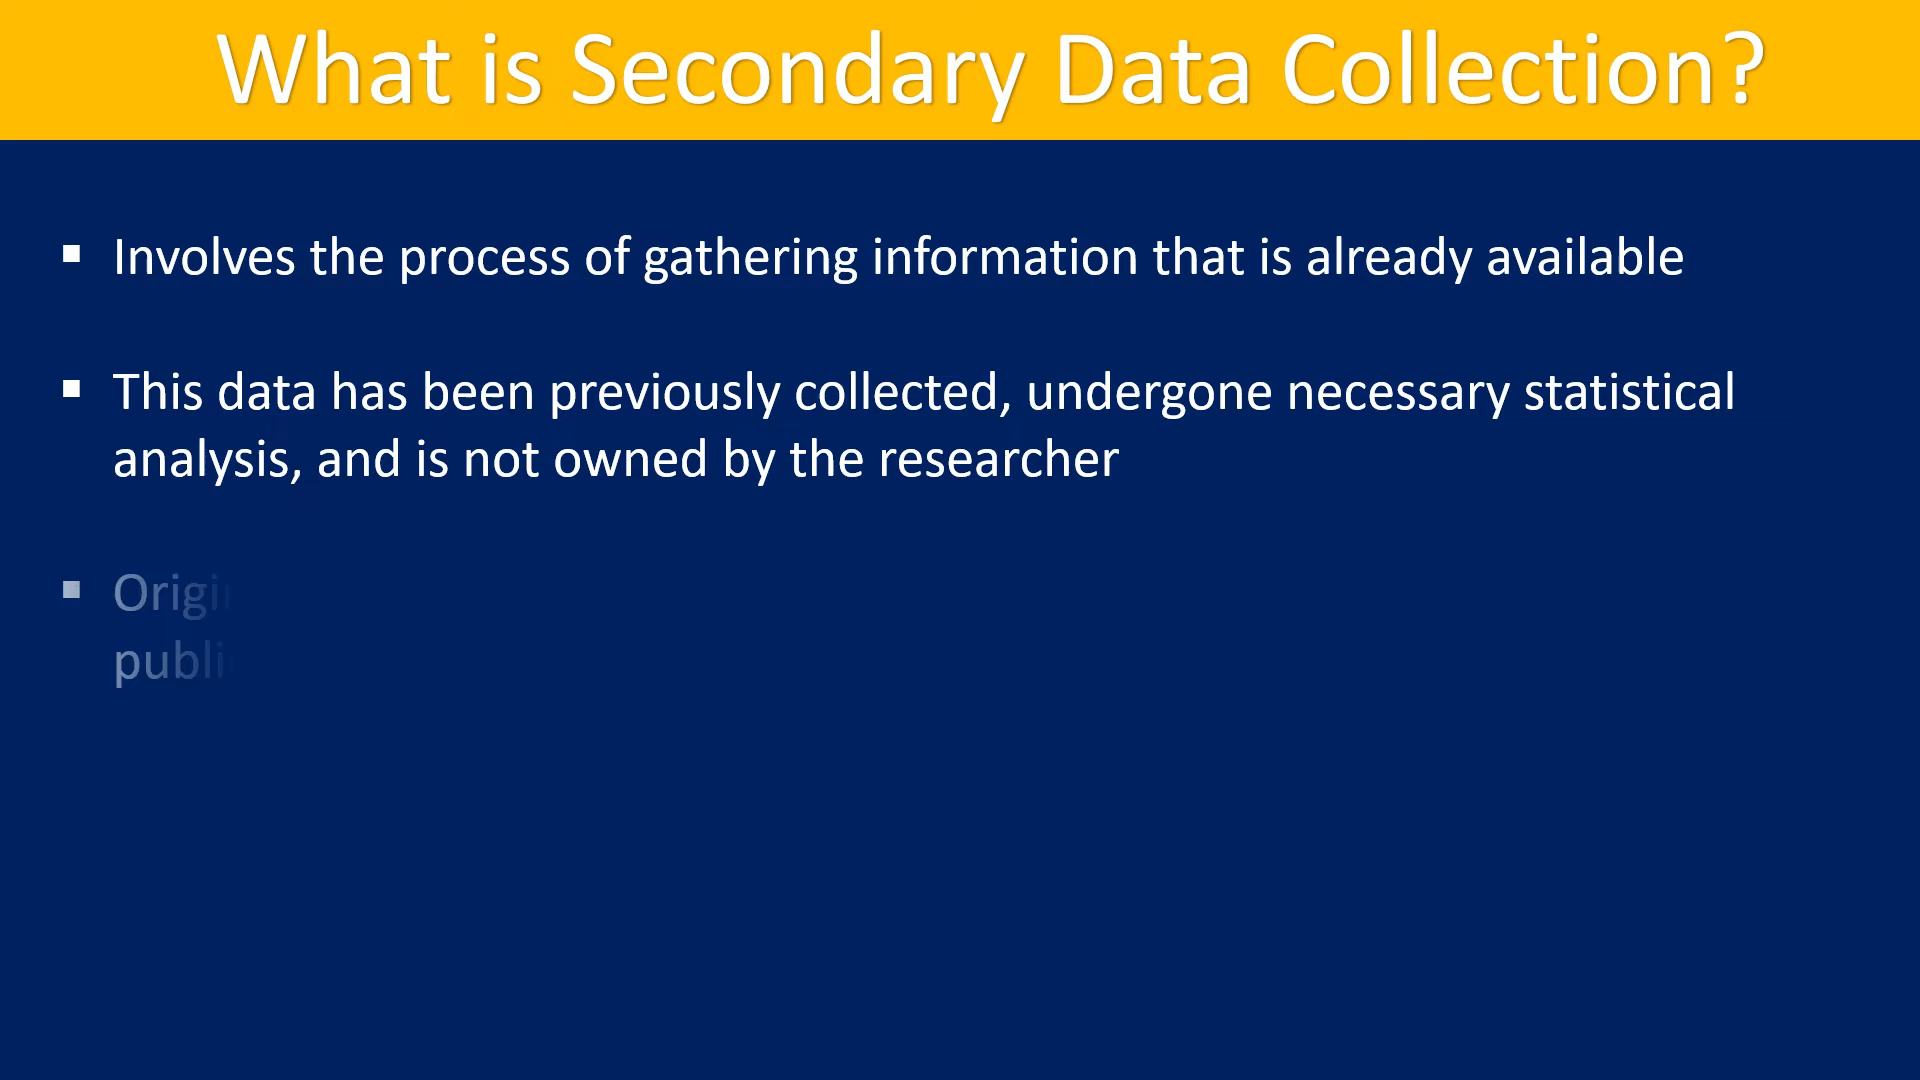 What is Secondary Data Collection?
▪ Involves the process of gathering information that is already available
▪ This data has been previously collected, undergone necessary statistical
analysis, and is not owned by the researcher